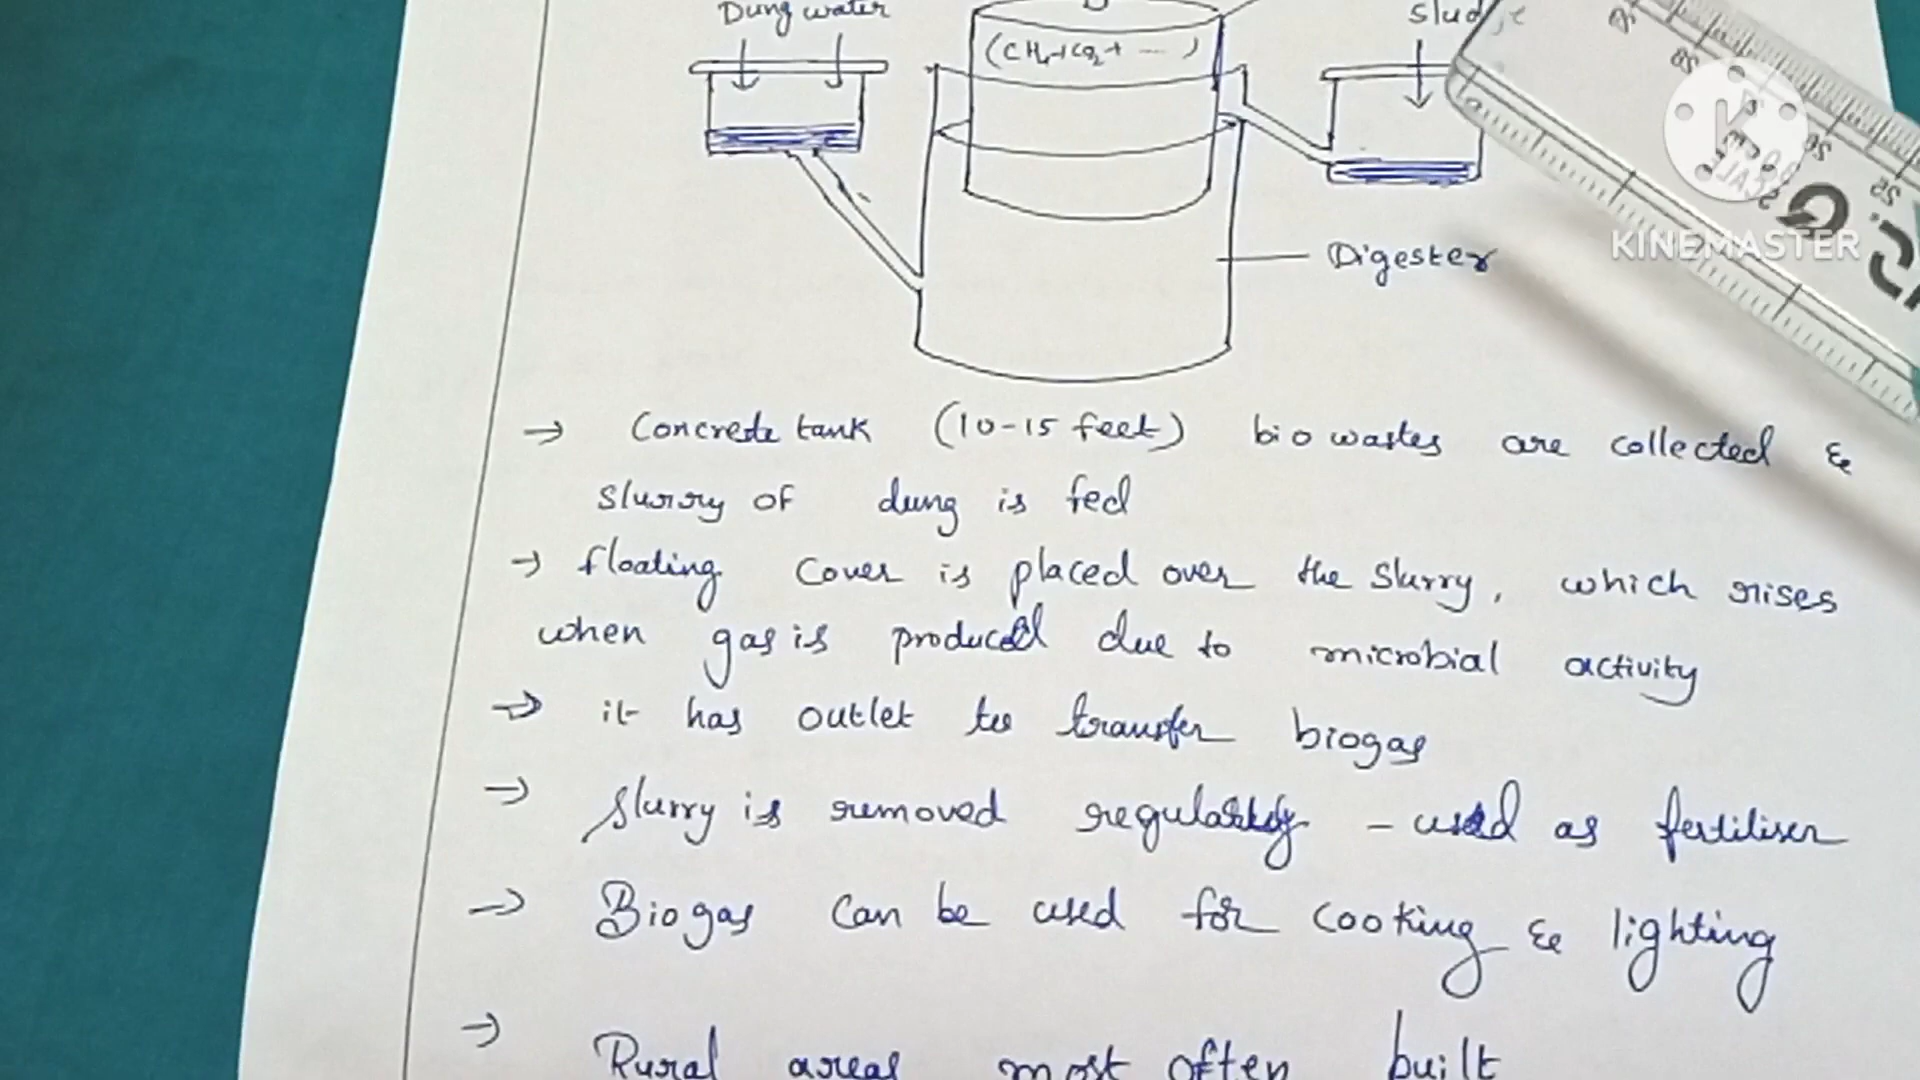 Dung water
(CH4+CO2+ --- )
Digester
→ Concrete tank (10-15 feet) bio wastes are collected &
slurry of dung is fed
→ floating cover is placed over the slurry, which rises
when gas is produced due to microbial activity
→ it has outlet to transfer biogas
→ Slurry is removed regularly - used as fertiliser
→ Biogas can be used for cooking & lighting
→ Rural areas most often built
KINEMASTER